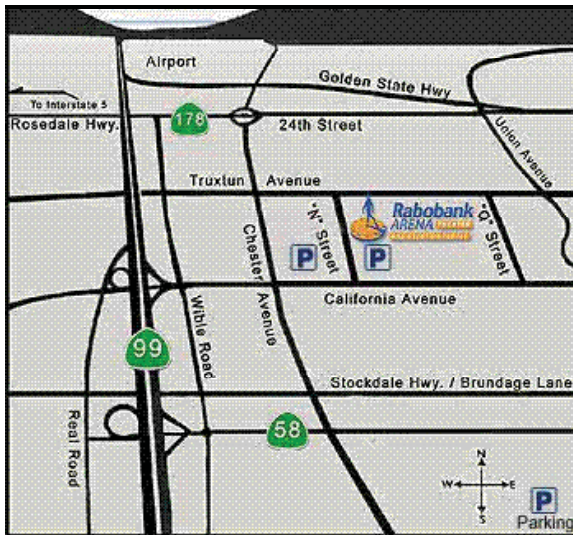 Airport
Golden State Hwy
To Interstate 5
Rosedale Hwy.
178
24th Street
Union Avenue
Truxtun Avenue
"N" Street
Rabobank
ARENA
"Q" Street
P
P
Chester Avenue
California Avenue
Wible Road
99
Stockdale Hwy. / Brundage Lane
Real Road
58
N
W
E
S
P
Parking